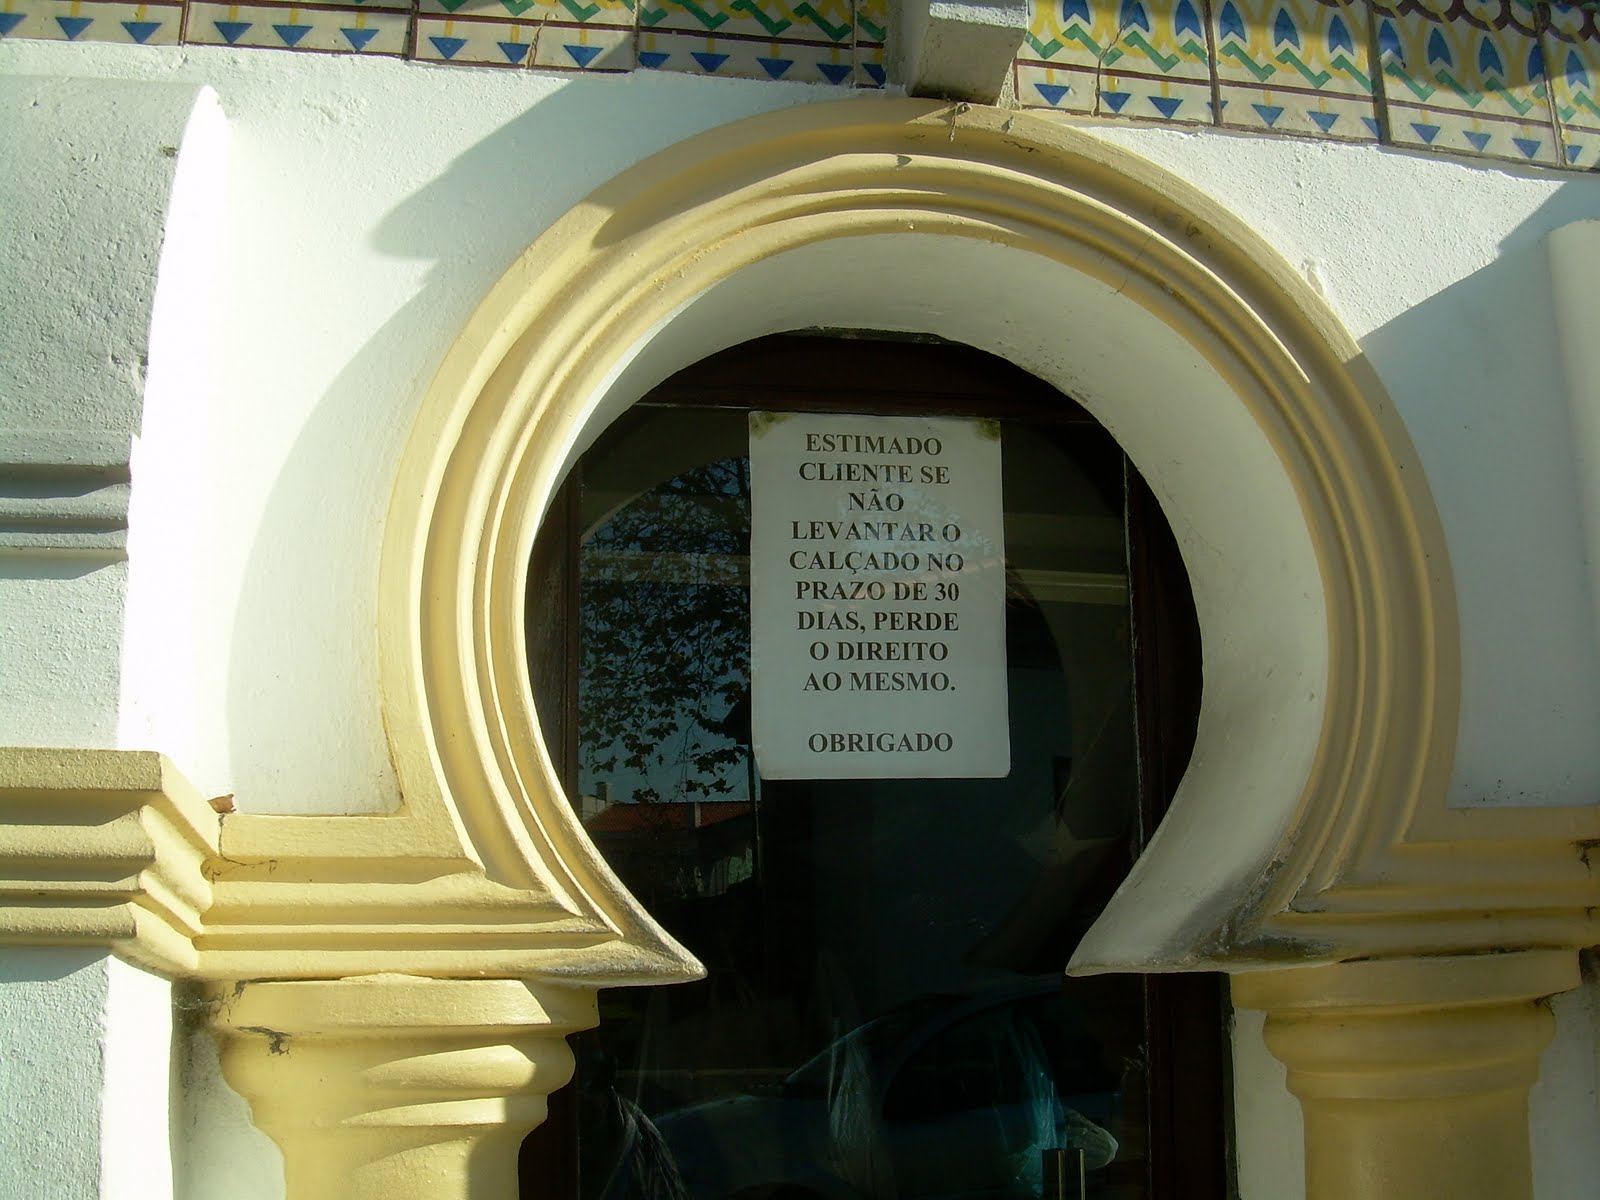 ESTIMADO
CLIENTE SE
NÃO
LEVANTAR O
CALÇADO NO
PRAZO DE 30
DIAS, PERDE
O DIREITO
AO MESMO.
OBRIGADO